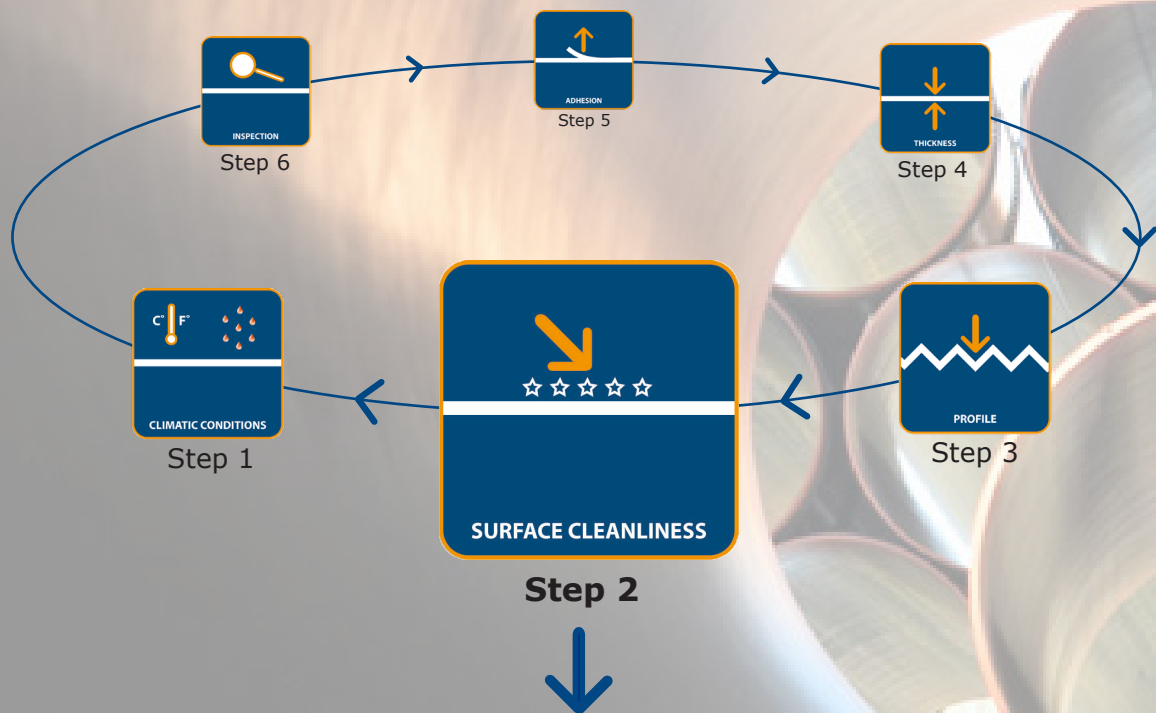 INSPECTION
Step 6
ADHESION
Step 5
THICKNESS
Step 4
C° F°
CLIMATIC CONDITIONS
Step 1
SURFACE CLEANLINESS
Step 2
PROFILE
Step 3